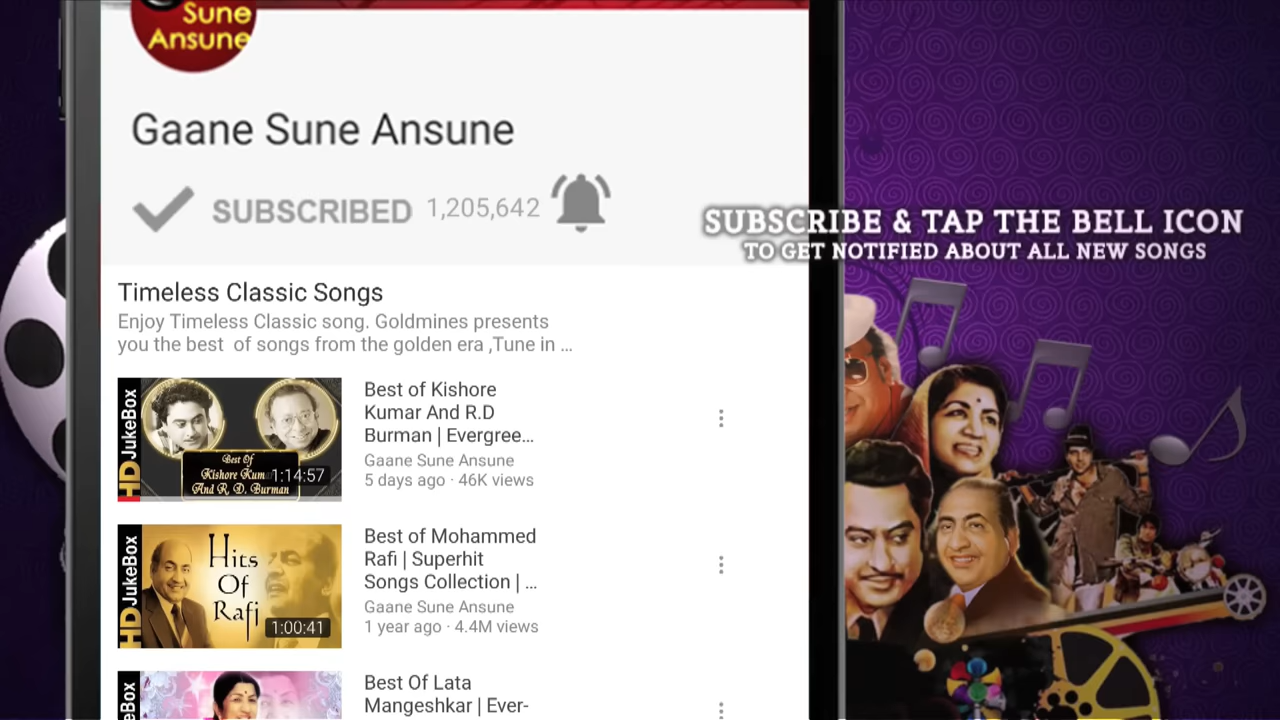 Sune
Ansune
Gaane Sune Ansune
SUBSCRIBED 1,205,642
SUBSCRIBE & TAP THE BELL ICON
TO GET NOTIFIED ABOUT ALL NEW SONGS
Timeless Classic Songs
Enjoy Timeless Classic song. Goldmines presents
you the best of songs from the golden era ,Tune in ...
HD JukeBox
Best Of
Kishore Kum
And R. D. Burman
1:14:57
Best of Kishore
Kumar And R.D
Burman | Evergree...
Gaane Sune Ansune
5 days ago · 46K views
HD JukeBox
Hits
Of
Rafi
1:00:41
Best of Mohammed
Rafi | Superhit
Songs Collection | ...
Gaane Sune Ansune
1 year ago · 4.4M views
eBox
Best Of Lata
Mangeshkar | Ever-